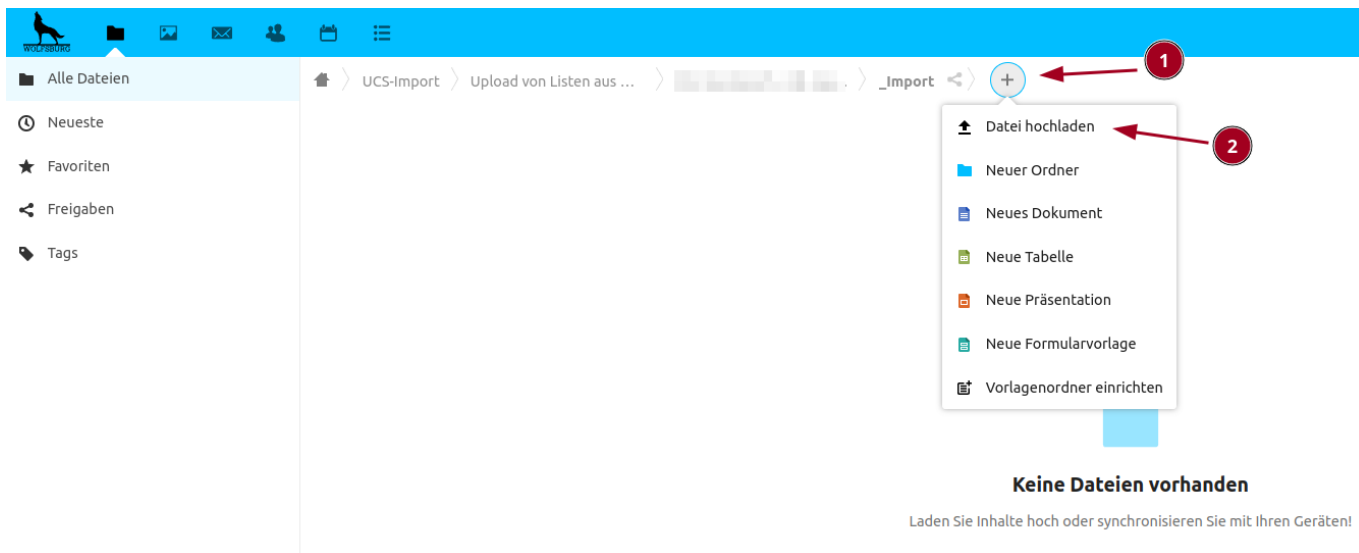 WOLFSBURG
Alle Dateien
Neueste
Favoriten
Freigaben
Tags
UCS-Import
Upload von Listen aus ...
_Import
1
Datei hochladen
2
Neuer Ordner
Neues Dokument
Neue Tabelle
Neue Präsentation
Neue Formularvorlage
Vorlagenordner einrichten
Keine Dateien vorhanden
Laden Sie Inhalte hoch oder synchronisieren Sie mit Ihren Geräten!